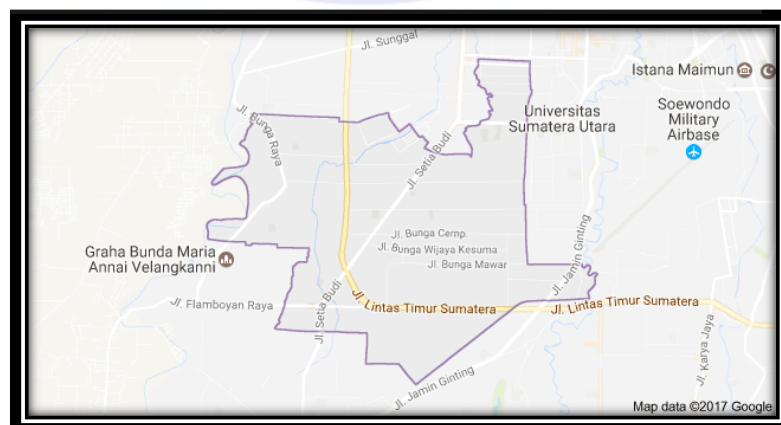 Jl. Sunggal
Istana Maimun
Jl. Bunga Raya
Universitas
Sumatera Utara
Soewondo
Military
Airbase
Jl. Setia Budi
Jl. Bunga Cemp.
Jl. Bunga Wijaya Kesuma
Jl. Bunga Mawar
Jl. Jamin Ginting
Graha Bunda Maria
Annai Velangkanni
Jl. Flamboyan Raya
Jl. Setia Budi
Jl. Lintas Timur Sumatera
Jl. Lintas Timur Sumatera
Jl. Karya Jaya
Jl. Jamin Ginting
Map data ©2017 Google